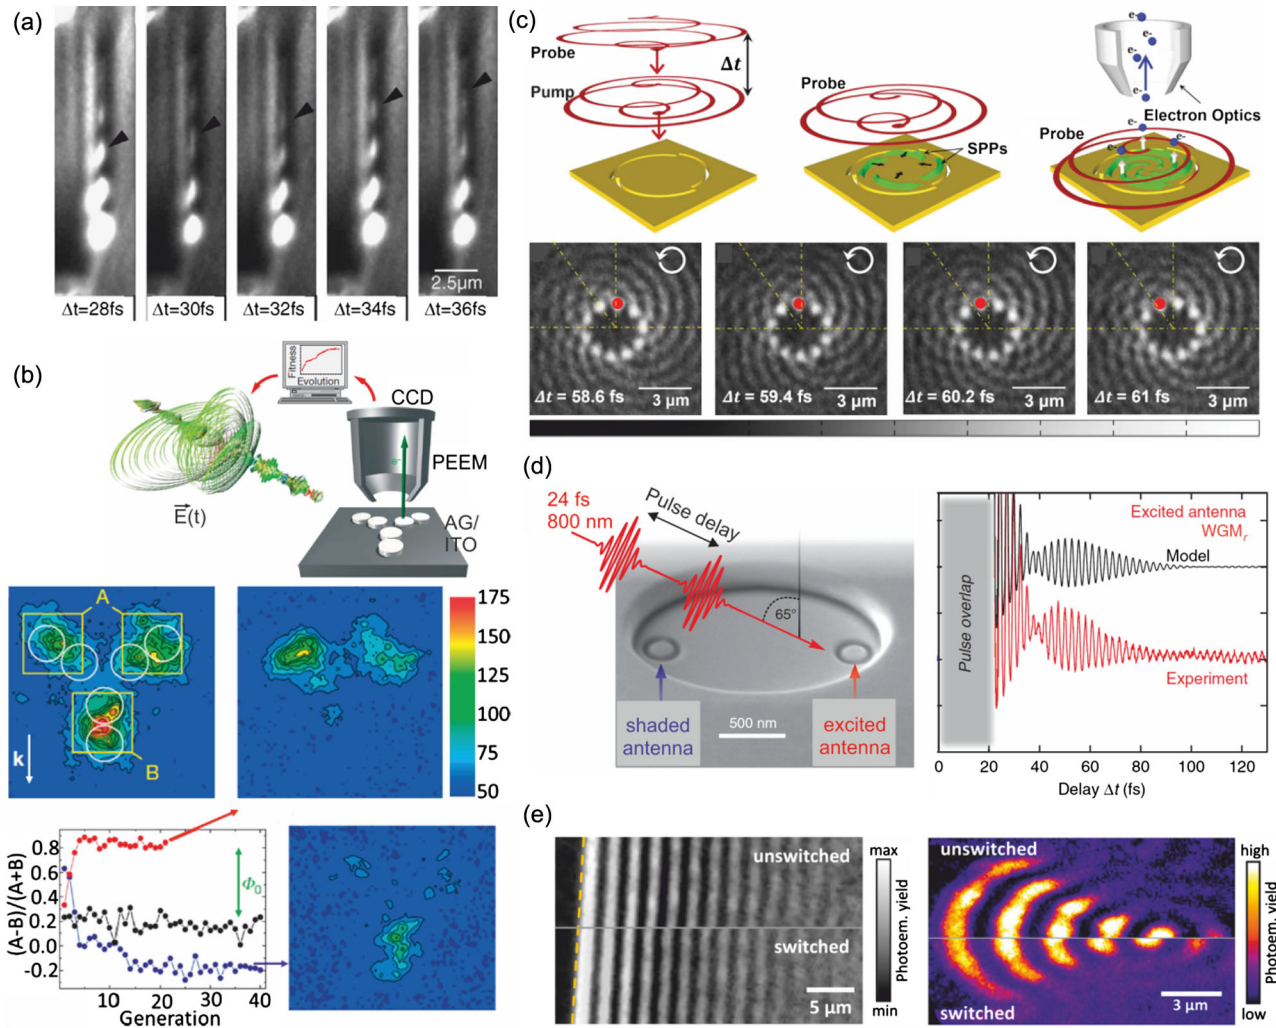 (a)
2.5μm
Δt=28fs
Δt=30fs
Δt=32fs
Δt=34fs
Δt=36fs
(b)
Fitness
Evolution
CCD
PEEM
e-
E(t)
AG/
ITO
A
B
k
175
150
125
100
75
50
(A-B)/(A+B)
0.8
0.6
0.4
0.2
0.0
-0.2
Φ0
10
20
30
40
Generation
(c)
Probe
Δt
Pump
Probe
SPPs
e-
e-
e-
e-
Electron Optics
Probe
e-
e-
e-
Δt = 58.6 fs
3 μm
Δt = 59.4 fs
3 μm
Δt = 60.2 fs
3 μm
Δt = 61 fs
3 μm
(d)
24 fs
800 nm
Pulse delay
65°
shaded
antenna
500 nm
excited
antenna
Pulse overlap
Excited antenna
WGMr
Model
Experiment
0
20
40
60
80
100
120
Delay Δt (fs)
(e)
unswitched
switched
5 μm
max
Photoem. yield
min
unswitched
switched
3 μm
high
Photoem. yield
low